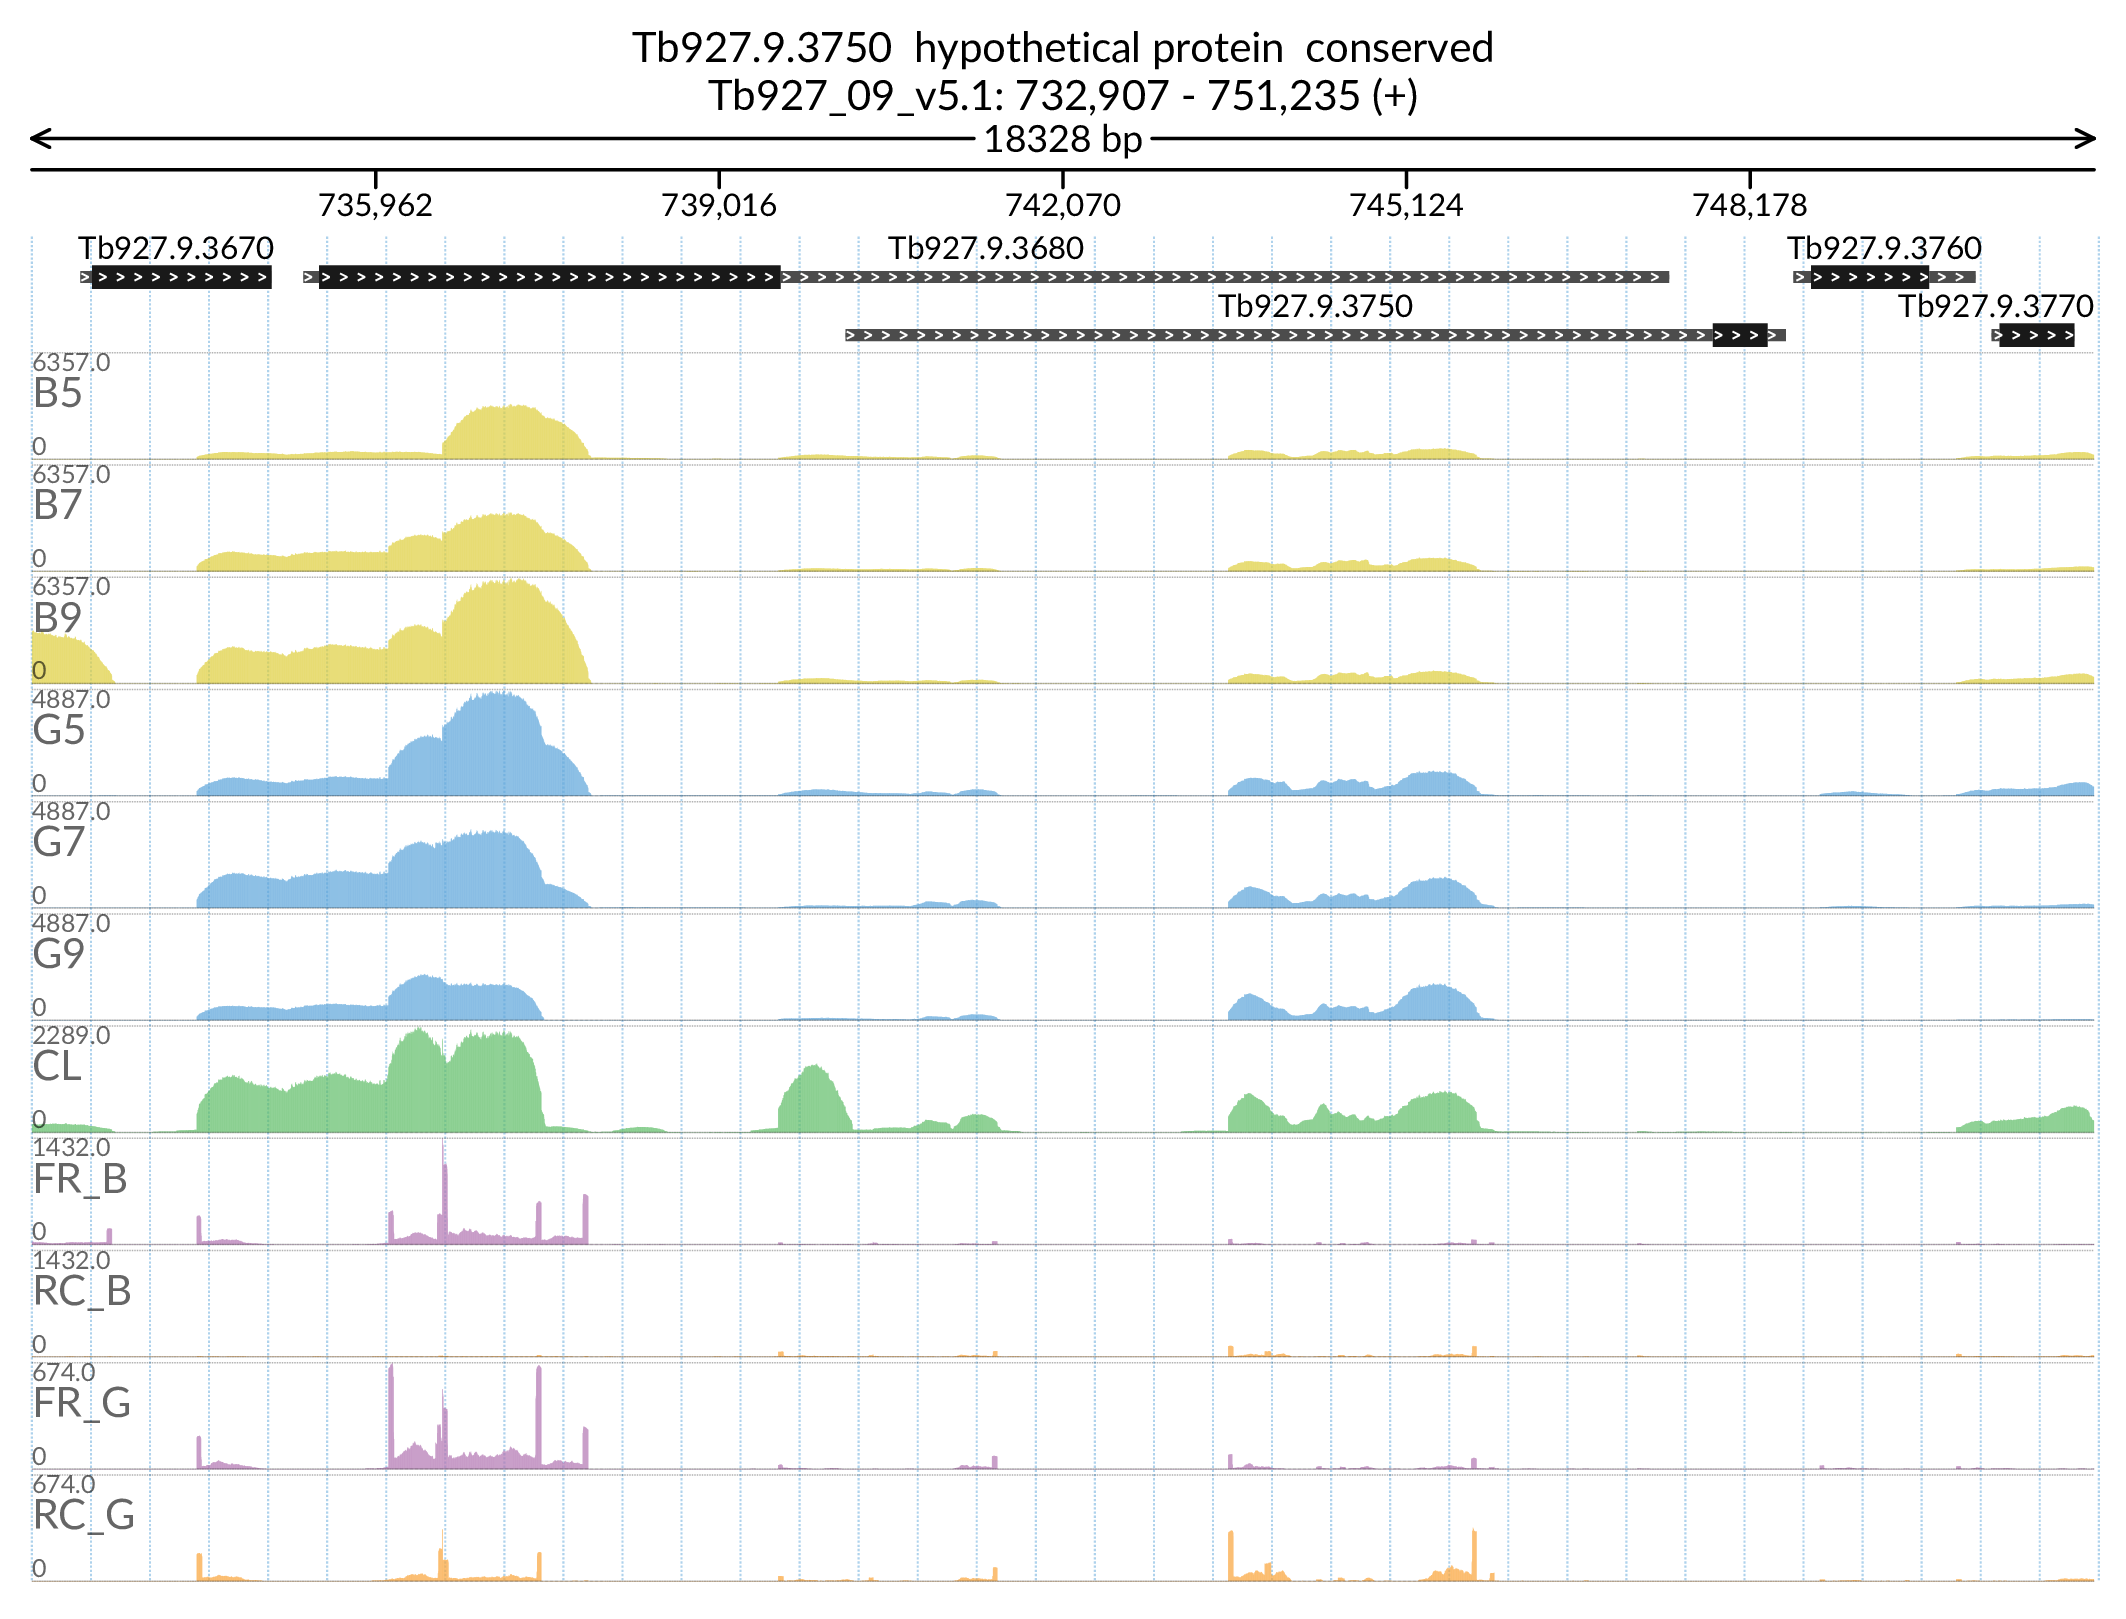 Tb927.9.3750 hypothetical protein conserved
Tb927_09_v5.1: 732,907 - 751,235 (+)
18328 bp
735,962 739,016 742,070 745,124 748,178
Tb927.9.3670 Tb927.9.3680 Tb927.9.3760
Tb927.9.3750 Tb927.9.3770
6357.0
B5
0
6357.0
B7
0
6357.0
B9
0
4887.0
G5
0
4887.0
G7
0
4887.0
G9
0
2289.0
CL
0
1432.0
FR_B
0
1432.0
RC_B
0
674.0
FR_G
0
674.0
RC_G
0